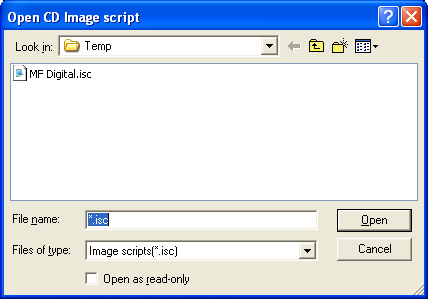 Open CD Image script
Look in: Temp
MF Digital.isc
File name: *.isc Open
Files of type: Image scripts(*.isc) Cancel
Open as read-only